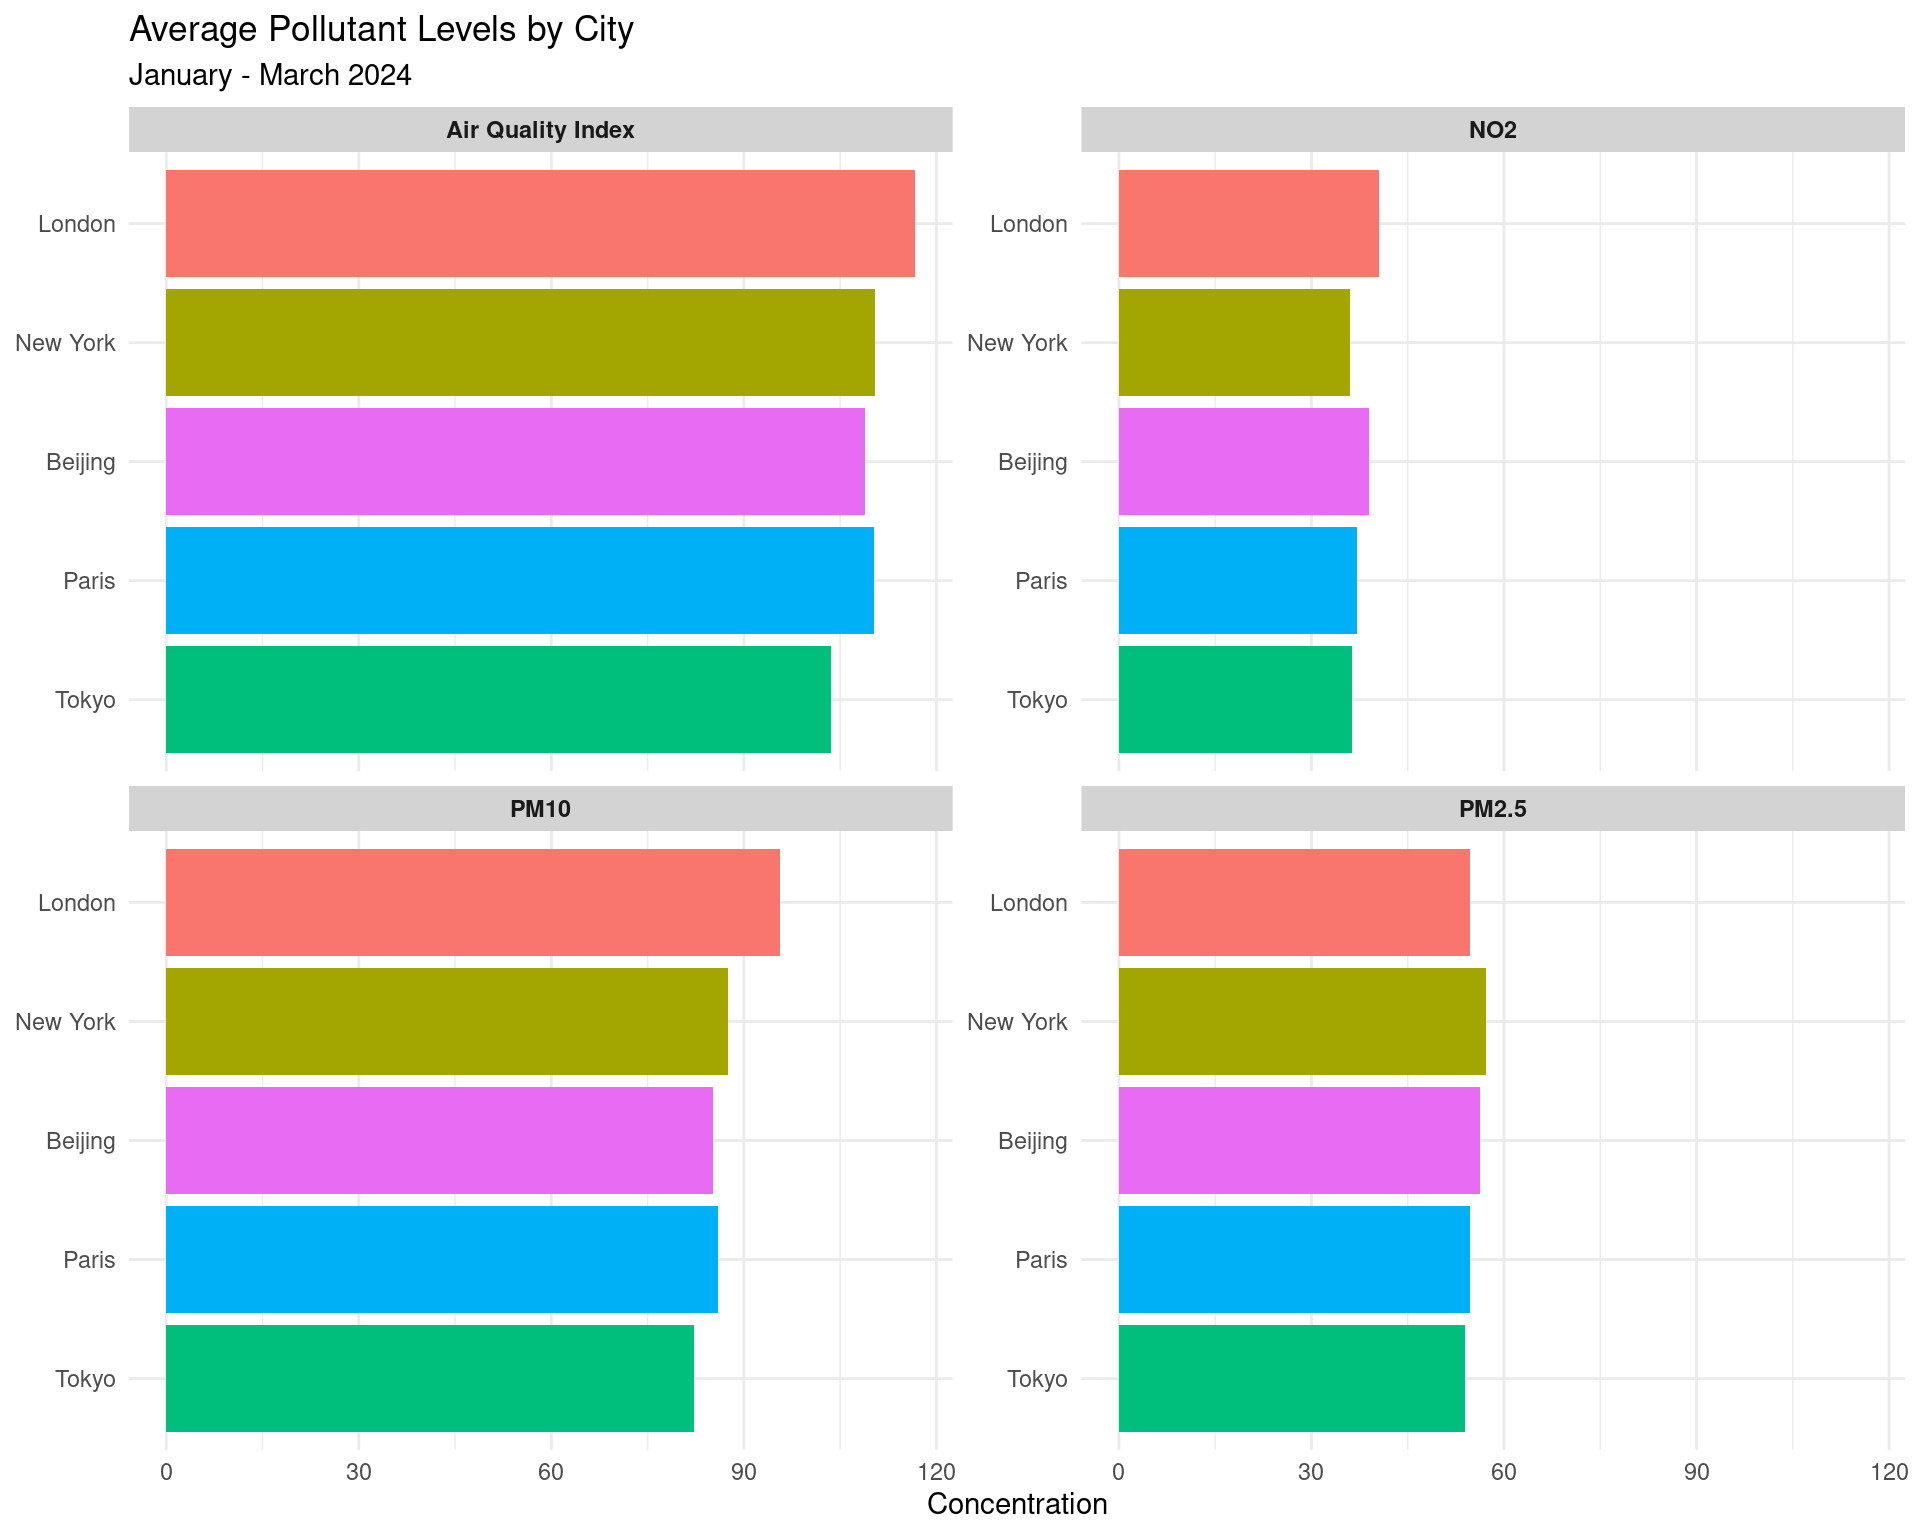 Average Pollutant Levels by City
January - March 2024
Air Quality Index
London
New York
Beijing
Paris
Tokyo
NO2
London
New York
Beijing
Paris
Tokyo
PM10
London
New York
Beijing
Paris
Tokyo
0 30 60 90 120
PM2.5
London
New York
Beijing
Paris
Tokyo
0 30 60 90 120
Concentration